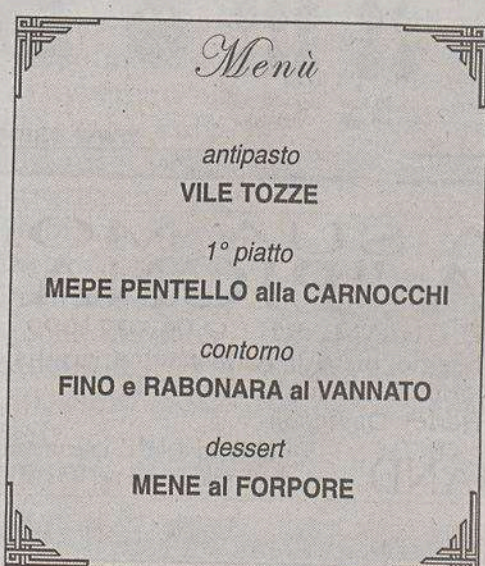 Menù
antipasto
VILE TOZZE
1° piatto
MEPE PENTELLO alla CARNOCCHI
contorno
FINO e RABONARA al VANNATO
dessert
MENE al FORPORE